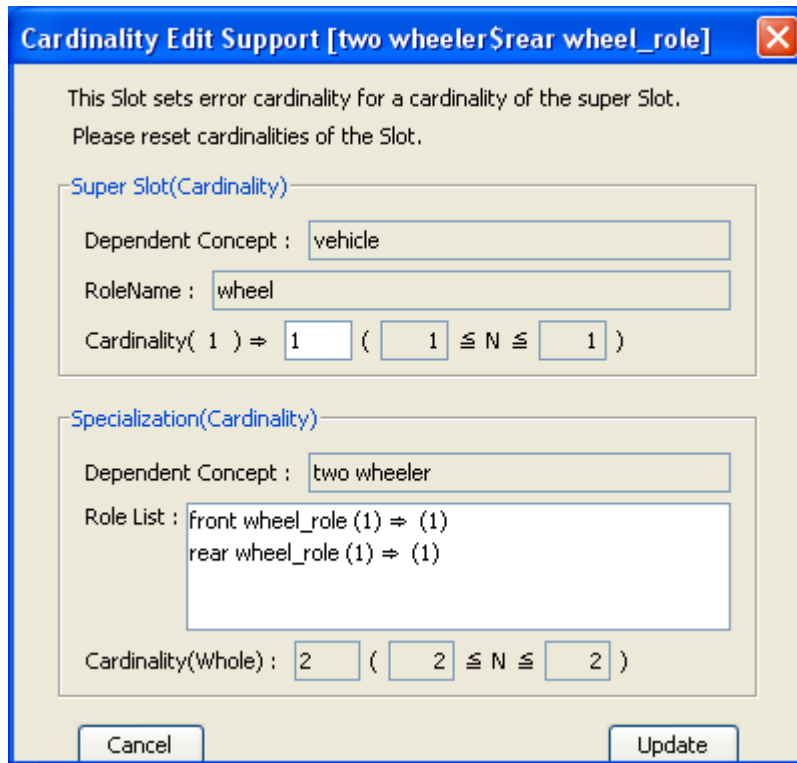 Cardinality Edit Support [two wheeler$rear wheel_role]
This Slot sets error cardinality for a cardinality of the super Slot.
Please reset cardinalities of the Slot.
Super Slot(Cardinality)
Dependent Concept : vehicle
RoleName : wheel
Cardinality( 1 ) ⇒ 1 ( 1 ≦ N ≦ 1 )
Specialization(Cardinality)
Dependent Concept : two wheeler
Role List : front wheel_role (1) ⇒ (1)
rear wheel_role (1) ⇒ (1)
Cardinality(Whole) : 2 ( 2 ≦ N ≦ 2 )
Cancel Update